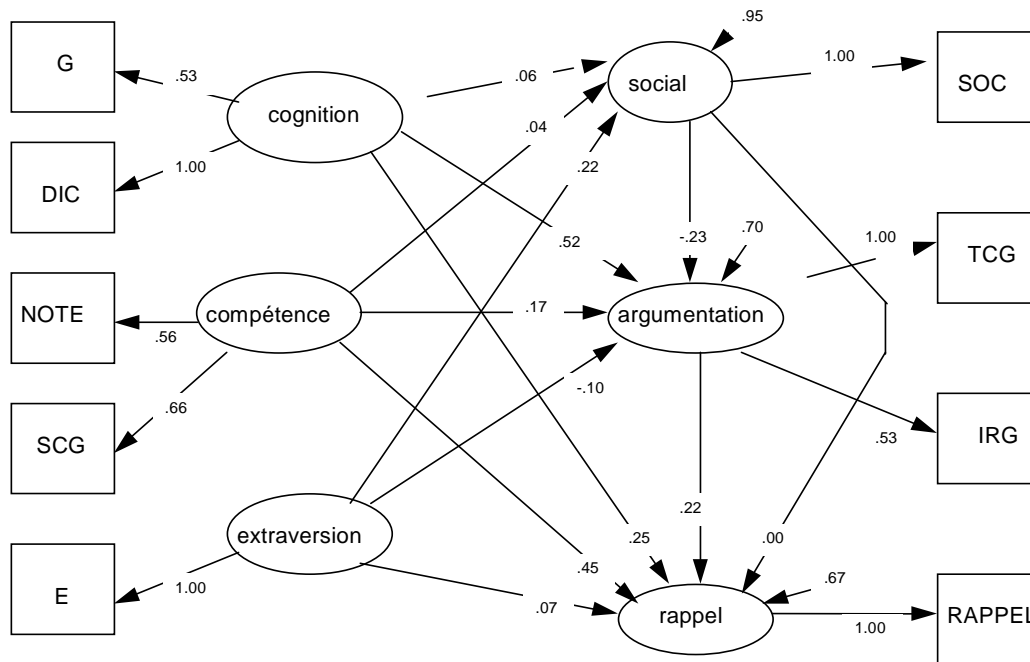 .95
G
.53
.06
social
1.00
SOC
cognition
.04
1.00
.22
DIC
.52
-.23
.70
1.00
TCG
NOTE
.56
compétence
.17
argumentation
-.10
.66
SCG
.53
IRG
extraversion
.22
.25
.00
E
1.00
.45
.07
.67
rappel
1.00
RAPPEL